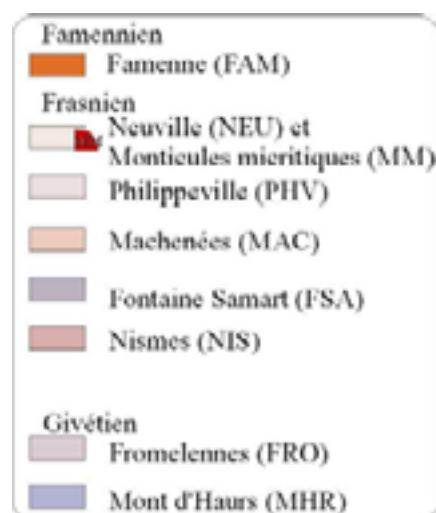 Famennien
Famenne (FAM)
Frasnien
Neuville (NEU) et
Monticules micritiques (MM)
Philippeville (PHV)
Machenées (MAC)
Fontaine Samart (FSA)
Nismes (NIS)
Givétien
Fromelennes (FRO)
Mont d'Haurs (MHR)